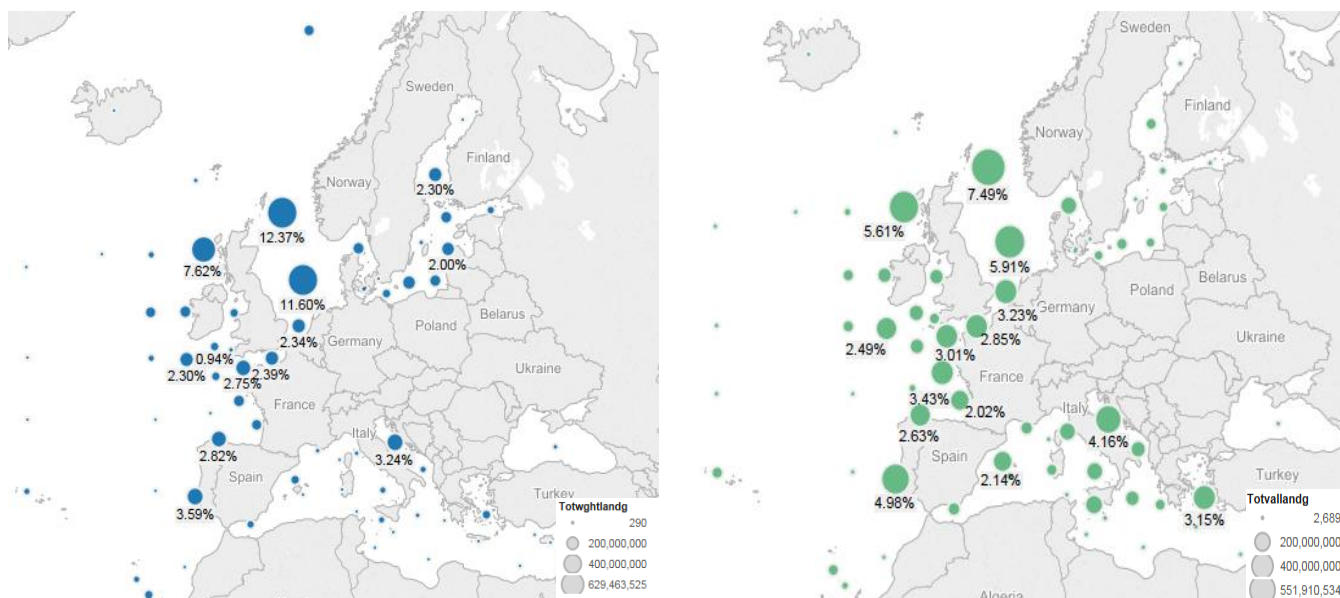 Sweden
Finland
Norway
2.30%
12.37%
7.62%
2.00%
11.60%
Belarus
Poland
2.34%
Germany
0.94%
2.39%
2.30%
2.75%
Ukraine
France
Italy
2.82%
3.24%
Spain
3.59%
Turkey
Totwghtlandg
290
200,000,000
400,000,000
629,463,525
Sweden
Finland
Norway
7.49%
5.61%
5.91%
Belarus
Poland
Germany
3.23%
2.85%
2.49%
3.01%
Ukraine
France
3.43%
2.02%
Italy
2.63%
4.16%
Spain
2.14%
Turkey
4.98%
3.15%
Algeria
Totvallandg
2,689
200,000,000
400,000,000
551,910,534